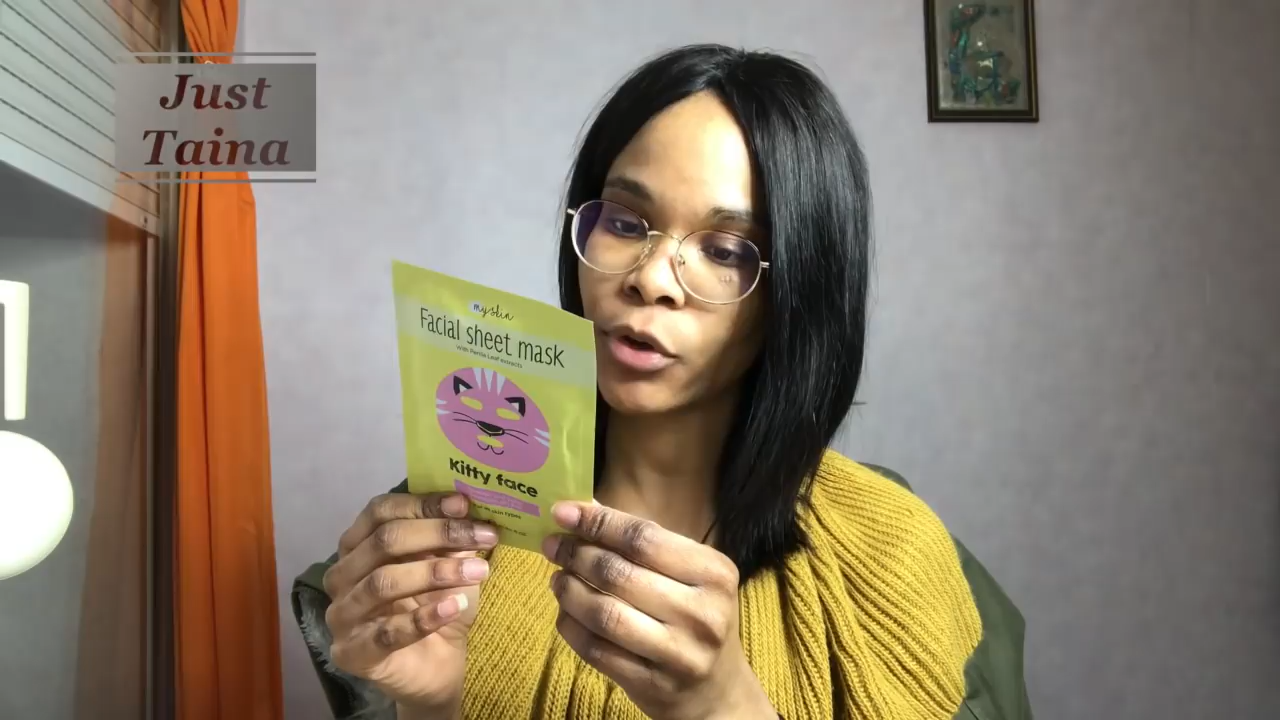 Just
Taina
my skin
Facial sheet mask
Kitty face